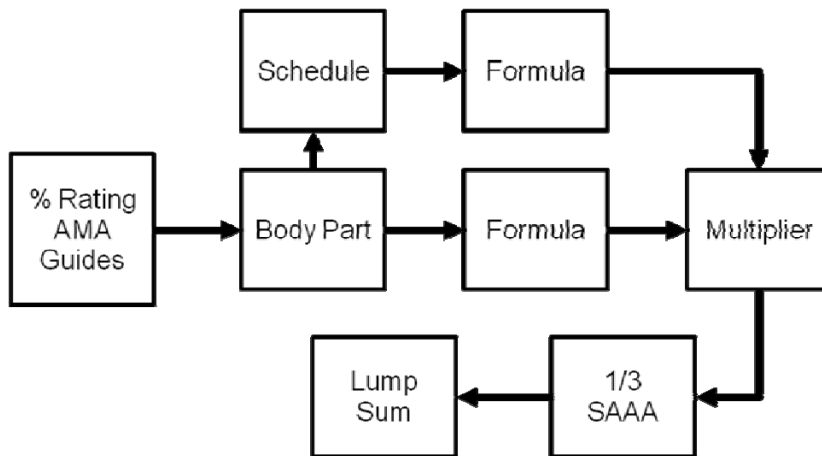 Schedule
Formula
% Rating
AMA
Guides
Body Part
Formula
Multiplier
Lump
Sum
1/3
SAAA